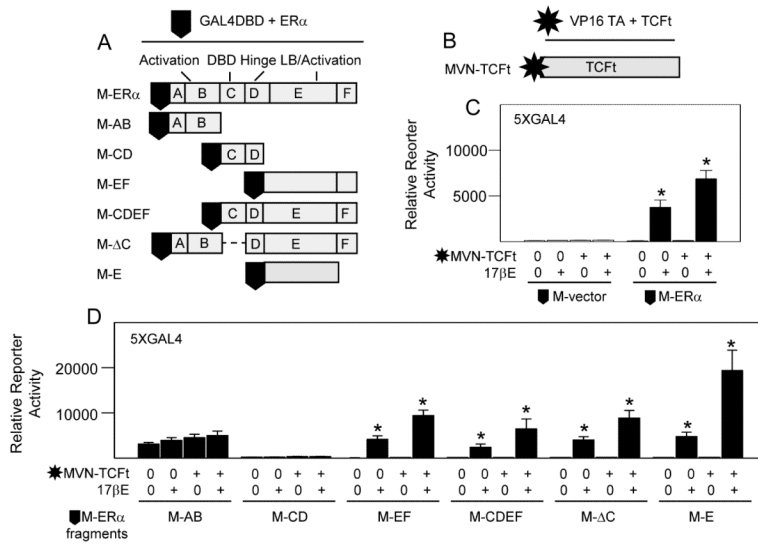 GAL4DBD + ERα
A
Activation DBD Hinge LB/Activation
M-ERα A B C D E F
M-AB A B
M-CD C D
M-EF
M-CDEF C D E F
M-ΔC A B D E F
M-E
VP16 TA + TCFt
B
MVN-TCFt TCFt
C
5XGAL4
Relative Reorter
Activity
10000
5000
* *
MVN-TCFt 0 0 + + 0 0 + +
17βE 0 + 0 + 0 + 0 +
M-vector M-ERα
D
5XGAL4
Relative Reporter
Activity
20000
10000
* * * * * * * *
MVN-TCFt 0 0 + + 0 0 + + 0 0 + + 0 0 + + 0 0 + + 0 0 + +
17βE 0 + 0 + 0 + 0 + 0 + 0 + 0 + 0 + 0 + 0 + 0 + 0 +
M-ERα M-AB M-CD M-EF M-CDEF M-ΔC M-E
fragments